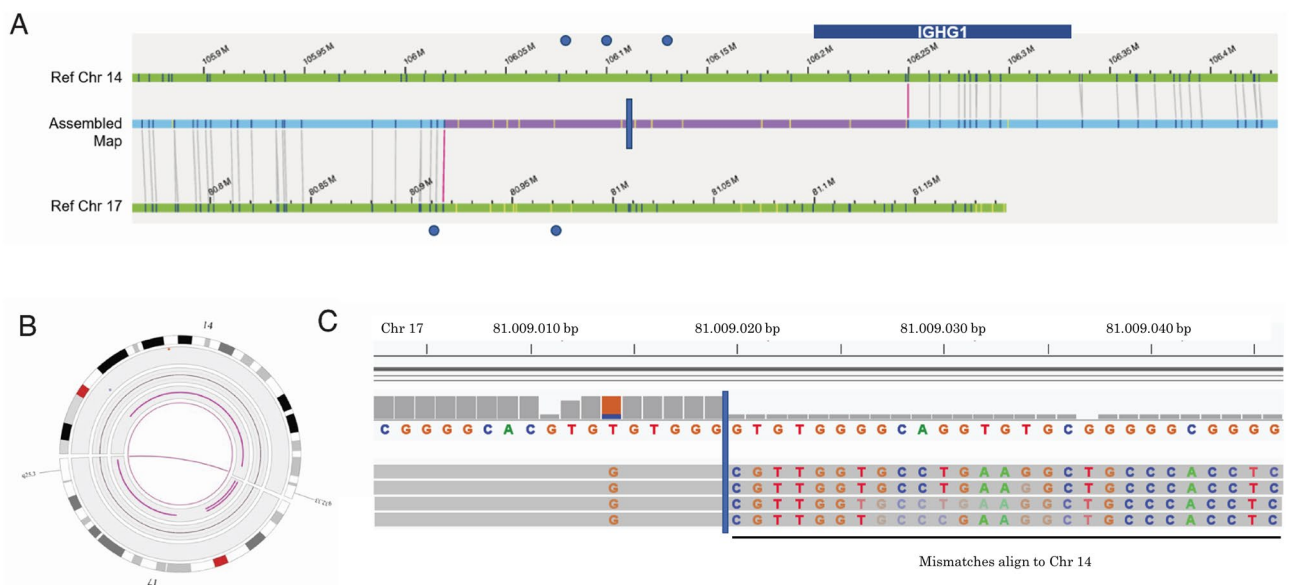 A
IGHG1
105.9 M 105.95 M 106 M 106.05 M 106.1 M 106.15 M 106.2 M 106.25 M 106.3 M 106.35 M 106.4 M
Ref Chr 14
Assembled
Map
80.8 M 80.85 M 80.9 M 80.95 M 81 M 81.05 M 81.1 M 81.15 M
Ref Chr 17
B
14
17
C
Chr 17 81.009.010 bp 81.009.020 bp 81.009.030 bp 81.009.040 bp
C G G G G C A C G T G T G T G G G G T G T G G G G C A G G T G T G C G G G G G C G G G G
G C G T T G G T G C C T G A A G G C T G C C C A C C T C
G C G T T G G T G C C T G A A G G C T G C C C A C C T C
G C G T T G G T G C C T G A A G G C T G C C C A C C T C
G C G T T G G T G C C C G A A G G C T G C C C A C C T C
Mismatches align to Chr 14